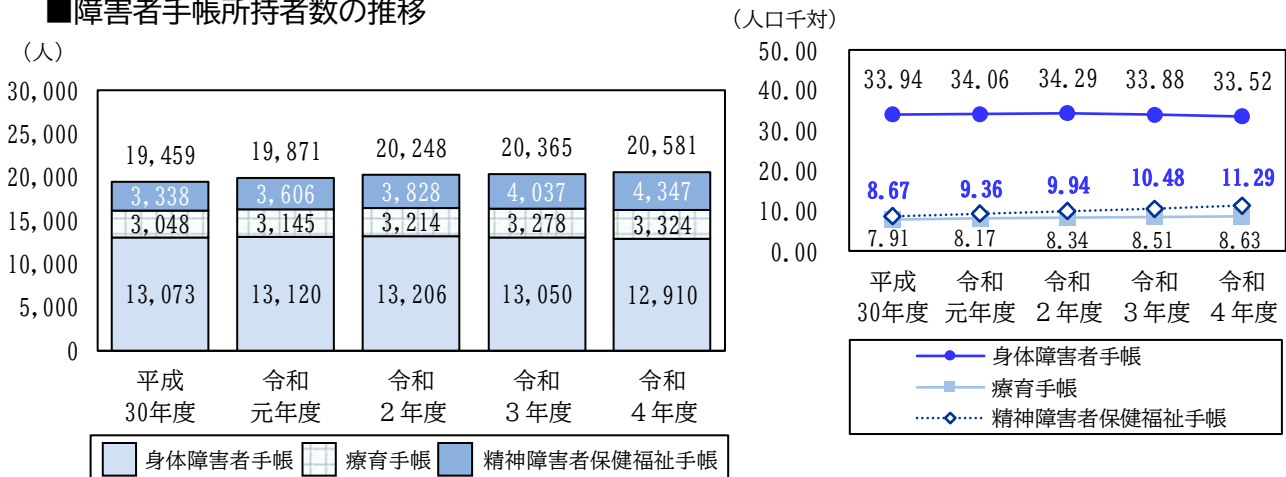 ■障害者手帳所持者数の推移
（人）
30,000
25,000
20,000
15,000
10,000
5,000
0
19,459 19,871 20,248 20,365 20,581
3,338 3,606 3,828 4,037 4,347
3,048 3,145 3,214 3,278 3,324
13,073 13,120 13,206 13,050 12,910
平成 令和 令和 令和 令和
30年度 元年度 ２年度 ３年度 ４年度
身体障害者手帳 療育手帳 精神障害者保健福祉手帳
（人口千対）
50.00
40.00
30.00
20.00
10.00
0.00
33.94 34.06 34.29 33.88 33.52
8.67 9.36 9.94 10.48 11.29
7.91 8.17 8.34 8.51 8.63
平成 令和 令和 令和 令和
30年度 元年度 ２年度 ３年度 ４年度
身体障害者手帳
療育手帳
精神障害者保健福祉手帳